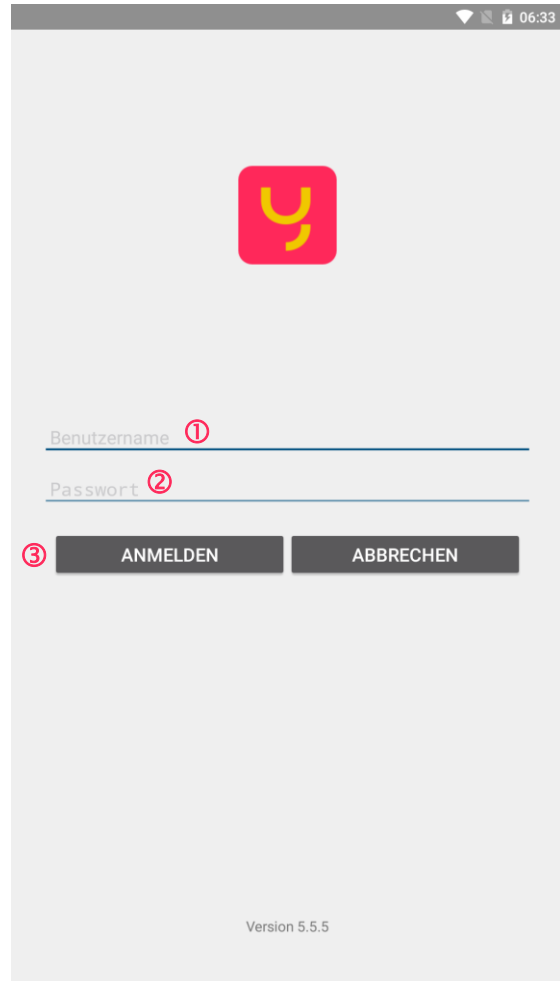 06:33
Benutzername ①
Passwort ②
③ ANMELDEN ABBRECHEN
Version 5.5.5